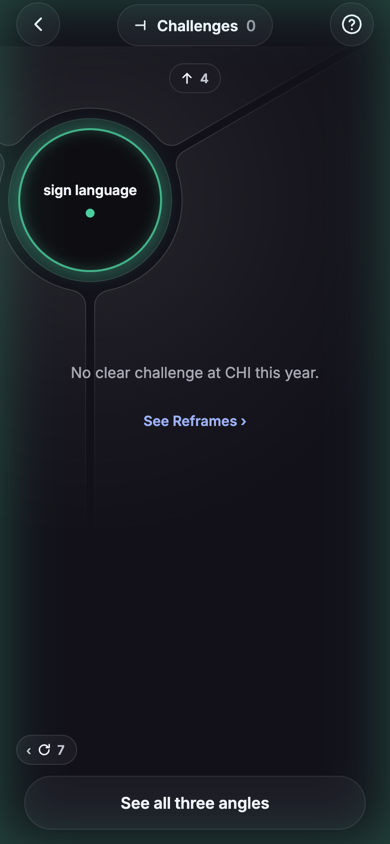 Challenges 0
↑ 4
sign language
No clear challenge at CHI this year.
See Reframes ›
‹ 7
See all three angles